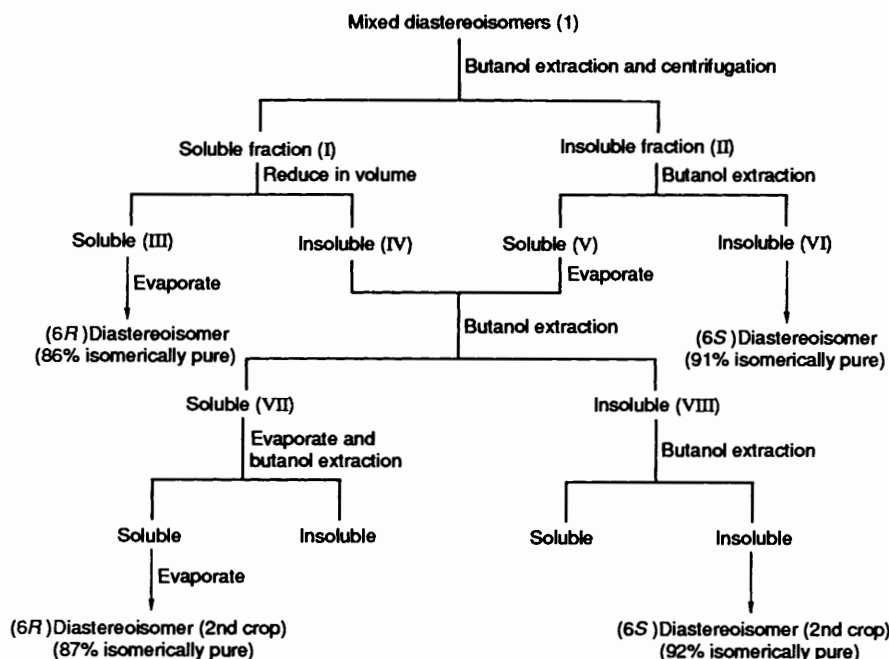 Mixed diastereoisomers (1)
Butanol extraction and centrifugation
Soluble fraction (I)
Insoluble fraction (II)
Reduce in volume
Butanol extraction
Soluble (III)
Insoluble (IV)
Soluble (V)
Insoluble (VI)
Evaporate
Evaporate
(6R)Diastereoisomer
(86% isomerically pure)
Butanol extraction
(6S)Diastereoisomer
(91% isomerically pure)
Soluble (VII)
Insoluble (VIII)
Evaporate and
butanol extraction
Butanol extraction
Soluble
Insoluble
Soluble
Insoluble
Evaporate
(6R)Diastereoisomer (2nd crop)
(87% isomerically pure)
(6S)Diastereoisomer (2nd crop)
(92% isomerically pure)